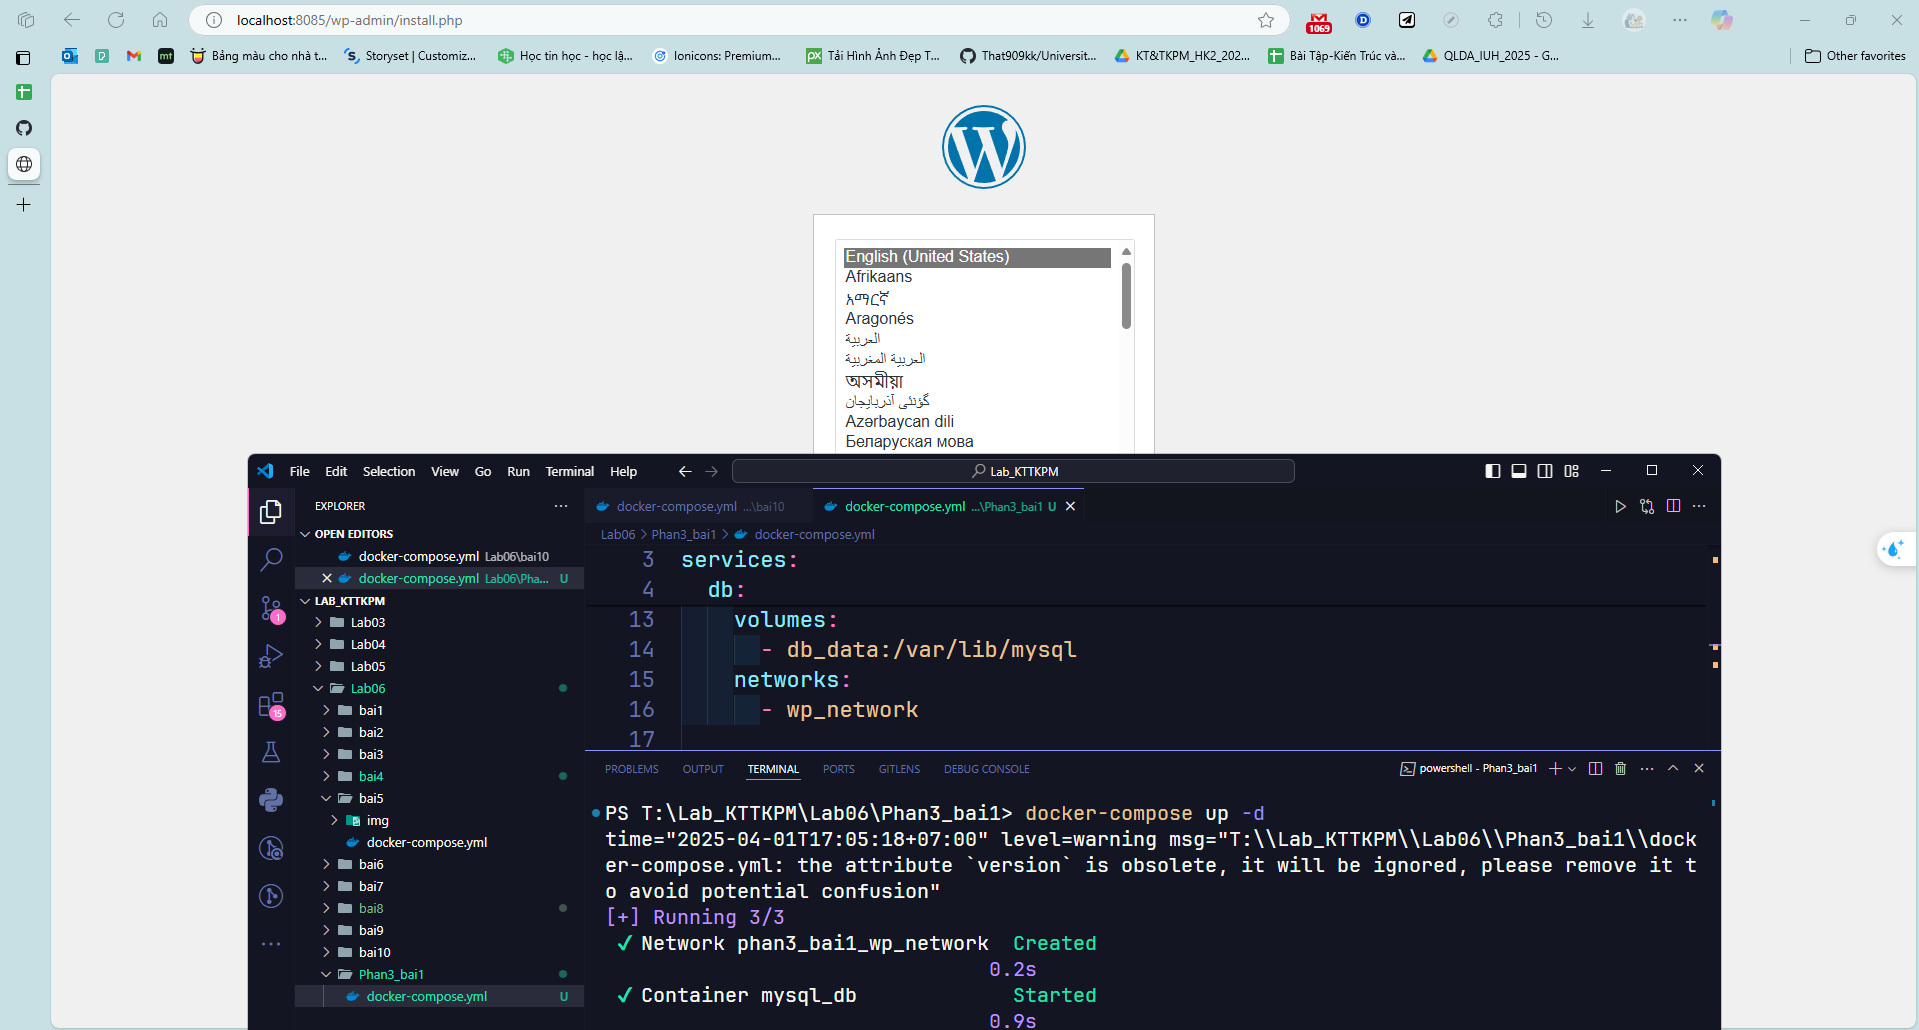 localhost:8085/wp-admin/install.php
1069
Bảng màu cho nhà t...
Storyset | Customiz...
Học tin học - học lậ...
Ionicons: Premium...
Tải Hình Ảnh Đẹp T...
That909kk/Universit...
KT&TKPM_HK2_202...
Bài Tập-Kiến Trúc và...
QLDA_IUH_2025 - G...
Other favorites
English (United States)
Afrikaans
አማርኛ
Aragonés
العربية
العربية المغربية
অসমীয়া
گؤنئی آذربایجان
Azərbaycan dili
Беларуская мова
File Edit Selection View Go Run Terminal Help
Lab_KTTKPM
EXPLORER
OPEN EDITORS
docker-compose.yml Lab06\bai10
docker-compose.yml Lab06\Pha... U
LAB_KTTKPM
Lab03
Lab04
Lab05
Lab06
bai1
bai2
bai3
bai4
bai5
img
docker-compose.yml
bai6
bai7
bai8
bai9
bai10
Phan3_bai1
docker-compose.yml U
1
15
docker-compose.yml ...\bai10
docker-compose.yml ...\Phan3_bai1 U
Lab06 > Phan3_bai1 > docker-compose.yml
3 services:
4 db:
13 volumes:
14 - db_data:/var/lib/mysql
15 networks:
16 - wp_network
17
PROBLEMS OUTPUT TERMINAL PORTS GITLENS DEBUG CONSOLE
powershell - Phan3_bai1
PS T:\Lab_KTTKPM\Lab06\Phan3_bai1> docker-compose up -d
time="2025-04-01T17:05:18+07:00" level=warning msg="T:\\Lab_KTTKPM\\Lab06\\Phan3_bai1\\dock
er-compose.yml: the attribute `version` is obsolete, it will be ignored, please remove it t
o avoid potential confusion"
[+] Running 3/3
✔ Network phan3_bai1_wp_network Created
0.2s
✔ Container mysql_db Started
0.9s